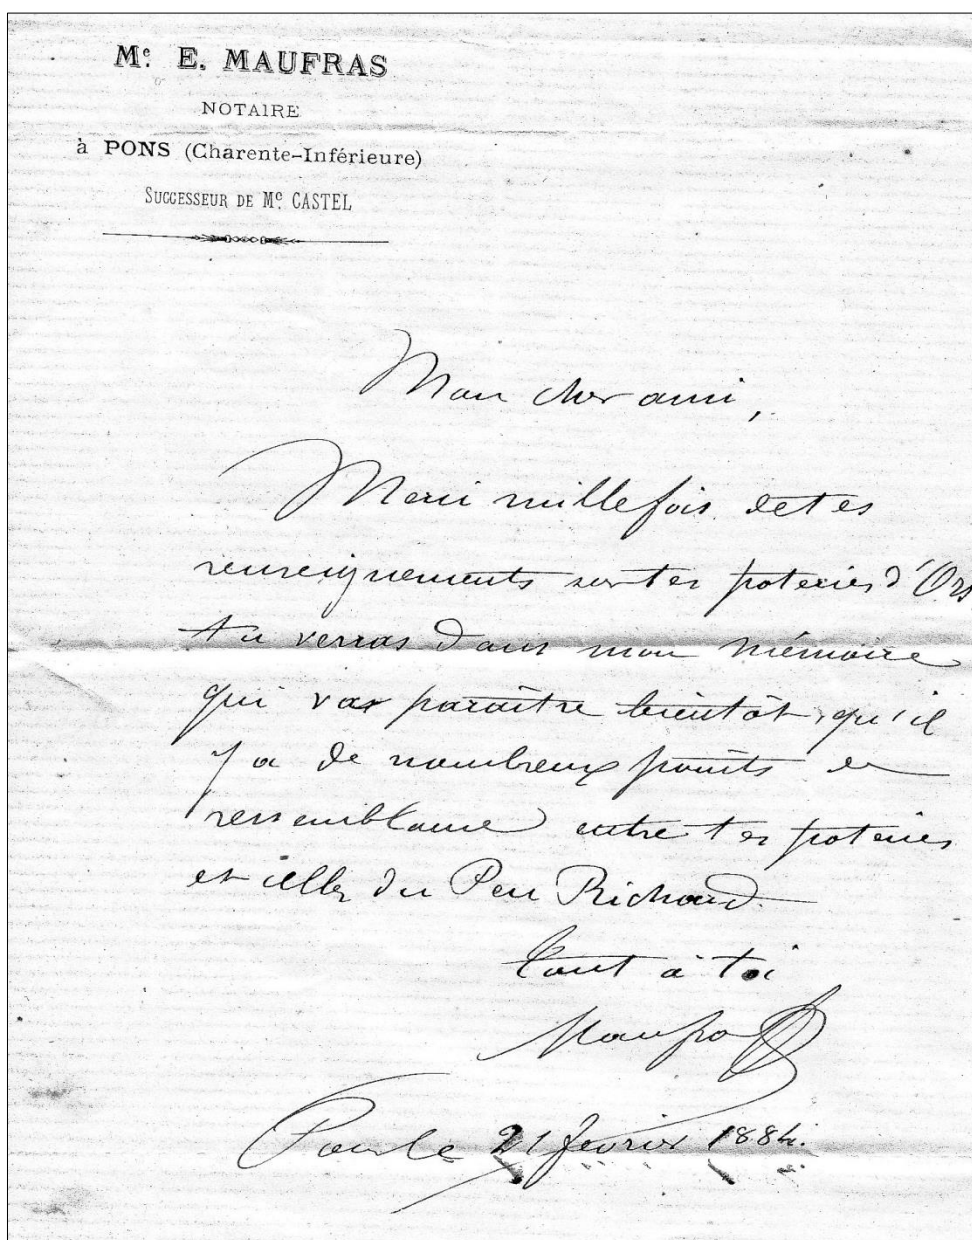 Mᵉ. E. MAUFRAS
NOTAIRE
à PONS (Charente-Inférieure)
SUCCESSEUR DE Mᵉ. CASTEL
Mon cher ami,
Merci mille fois de tes
renseignements sur tes poteries d'Ors
tu verras dans mon mémoire
qui vas paraître bientôt, qu'il
y a de nombreux points de
ressemblance entre tes poteries
et celles du Peu Richard
tout à toi
Maufras
Pons le 21 février 1884.